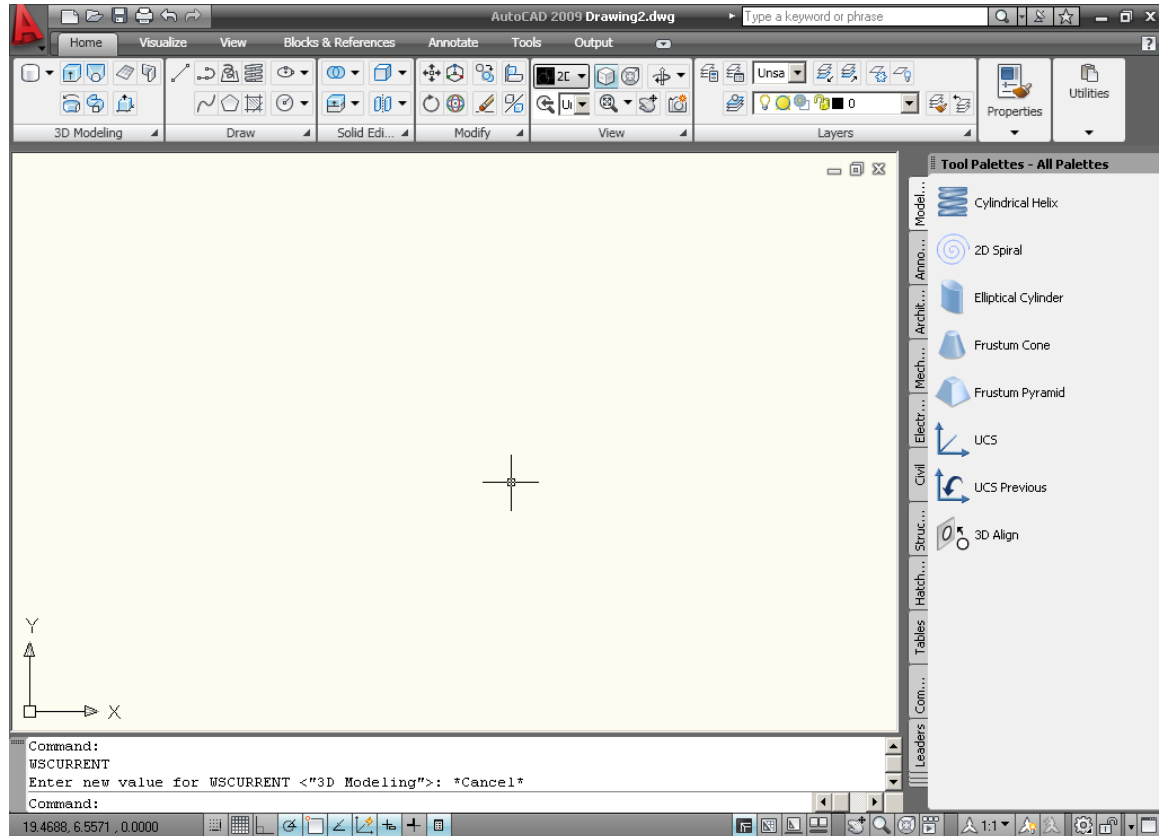 AutoCAD 2009 Drawing2.dwg
Type a keyword or phrase
Home Visualize View Blocks & References Annotate Tools Output
?
2D
Unsa
Ui
0
Properties
Utilities
3D Modeling Draw Solid Edi... Modify View Layers
Tool Palettes - All Palettes
Model...
Cylindrical Helix
Anno...
2D Spiral
Archit...
Elliptical Cylinder
Mech...
Frustum Cone
Electr...
Frustum Pyramid
Civil
UCS
Struc...
UCS Previous
Hatch...
3D Align
Tables
Com...
Leaders
Y
X
Command:
WSCURRENT
Enter new value for WSCURRENT <"3D Modeling">: *Cancel*
Command:
19.4688, 6.5571 , 0.0000
1:1